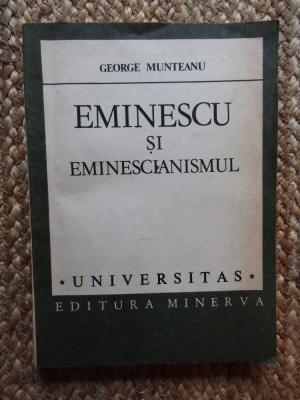 GEORGE MUNTEANU
EMINESCU
ȘI
EMINESCIANISMUL
* UNIVERSITAS *
EDITURA MINERVA